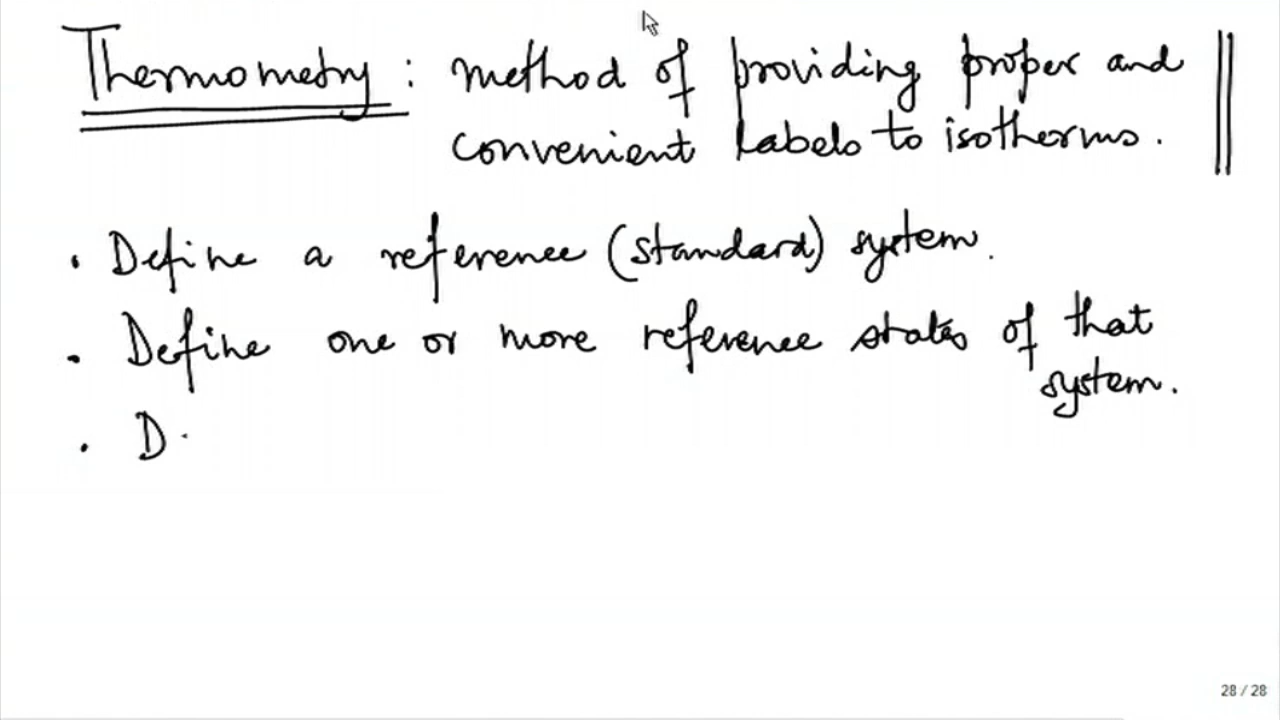 Thermometry : method of providing proper and
convenient labels to isotherms.
• Define a reference (standard) system.
• Define one or more reference states of that
system.
• D
28 / 28